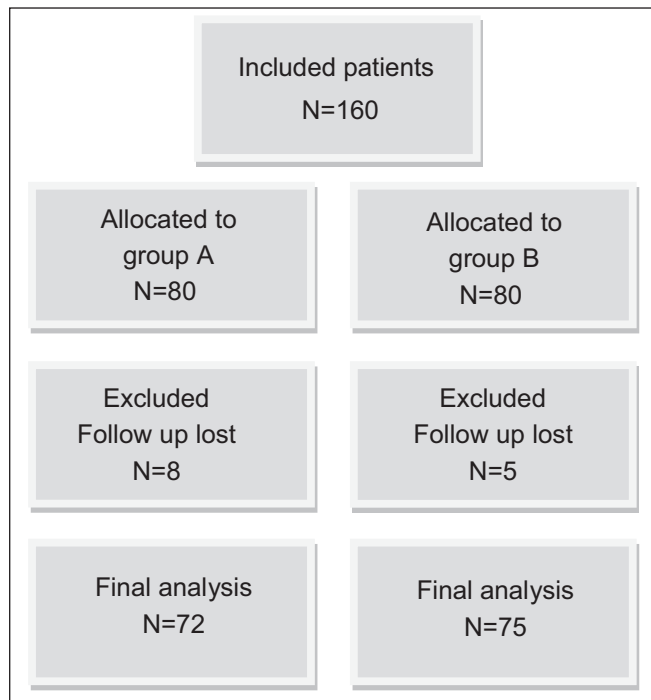 Included patients
N=160
Allocated to
group A
N=80
Allocated to
group B
N=80
Excluded
Follow up lost
N=8
Excluded
Follow up lost
N=5
Final analysis
N=72
Final analysis
N=75